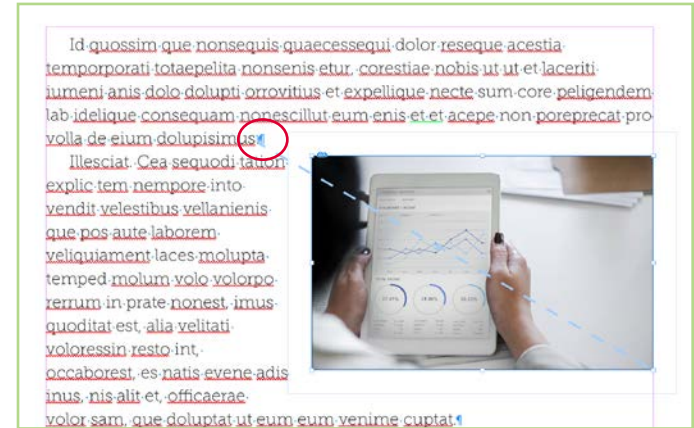 Id quossim que nonsequis quaecessequi dolor reseque acestia
temporporati totaepelita nonsenis etur, corestiae nobis ut ut et laceriti
iumeni anis dolo dolupti orrovitius et expellique necte sum core peligendem
lab idelique consequam nonescillut eum enis et et acepe non poreprecat pro
volla de eium dolupisimus¶
Illesciat. Cea sequodi tation
explic tem nempore into
vendit velestibus vellanienis
que pos aute laborem
veliquiament laces molupta
temped molum volo volorpo
rerrum in prate nonest, imus
quoditat est, alia velitati
voloressin resto int,
occaborest, es natis evene adis
inus, nis alit et, officaerae
volor sam, que doluptat ut eum eum venime cuptat.¶